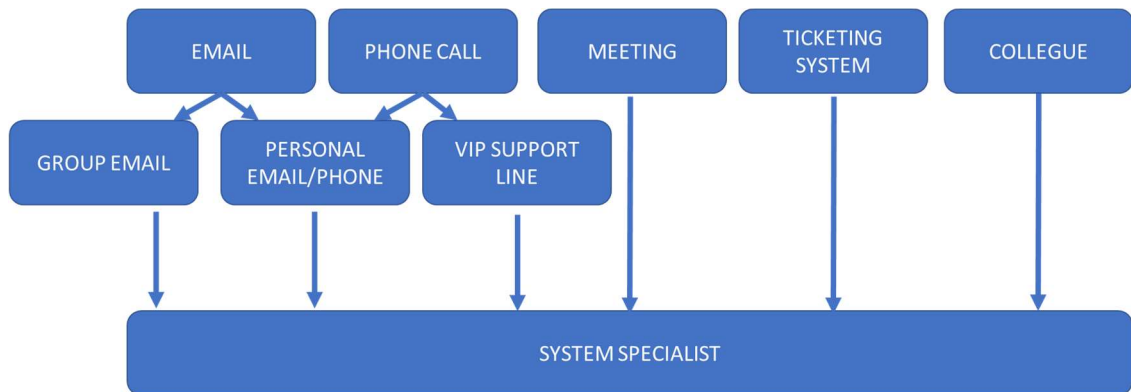 EMAIL
PHONE CALL
MEETING
TICKETING
SYSTEM
COLLEGUE
GROUP EMAIL
PERSONAL
EMAIL/PHONE
VIP SUPPORT
LINE
SYSTEM SPECIALIST